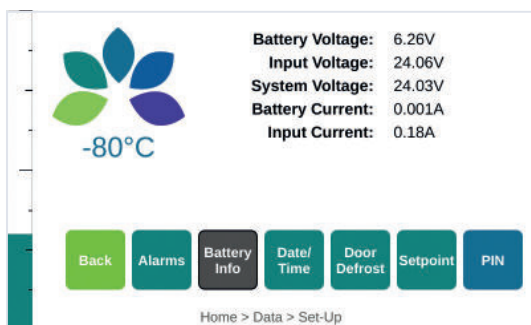 Battery Voltage: 6.26V
Input Voltage: 24.06V
System Voltage: 24.03V
Battery Current: 0.001A
Input Current: 0.18A
-80°C
Back
Alarms
Battery
Info
Date/
Time
Door
Defrost
Setpoint
PIN
Home > Data > Set-Up